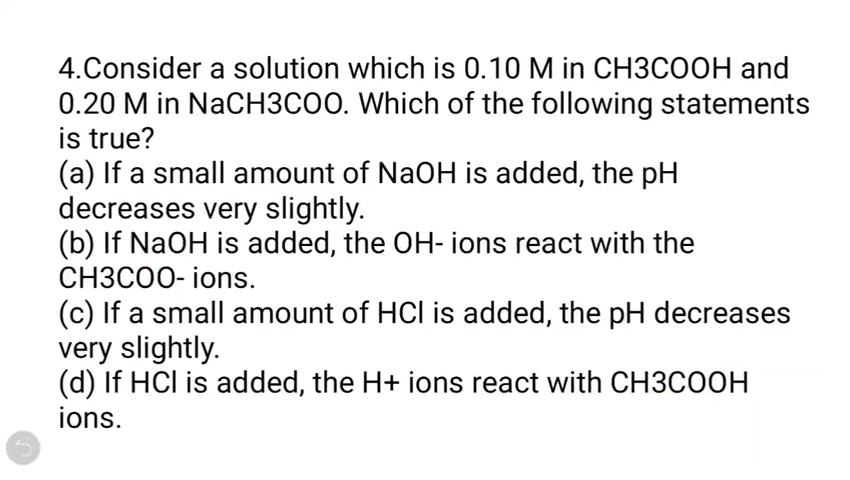 4.Consider a solution which is 0.10 M in CH3COOH and
0.20 M in NaCH3COO. Which of the following statements
is true?
(a) If a small amount of NaOH is added, the pH
decreases very slightly.
(b) If NaOH is added, the OH- ions react with the
CH3COO- ions.
(c) If a small amount of HCl is added, the pH decreases
very slightly.
(d) If HCl is added, the H+ ions react with CH3COOH
ions.